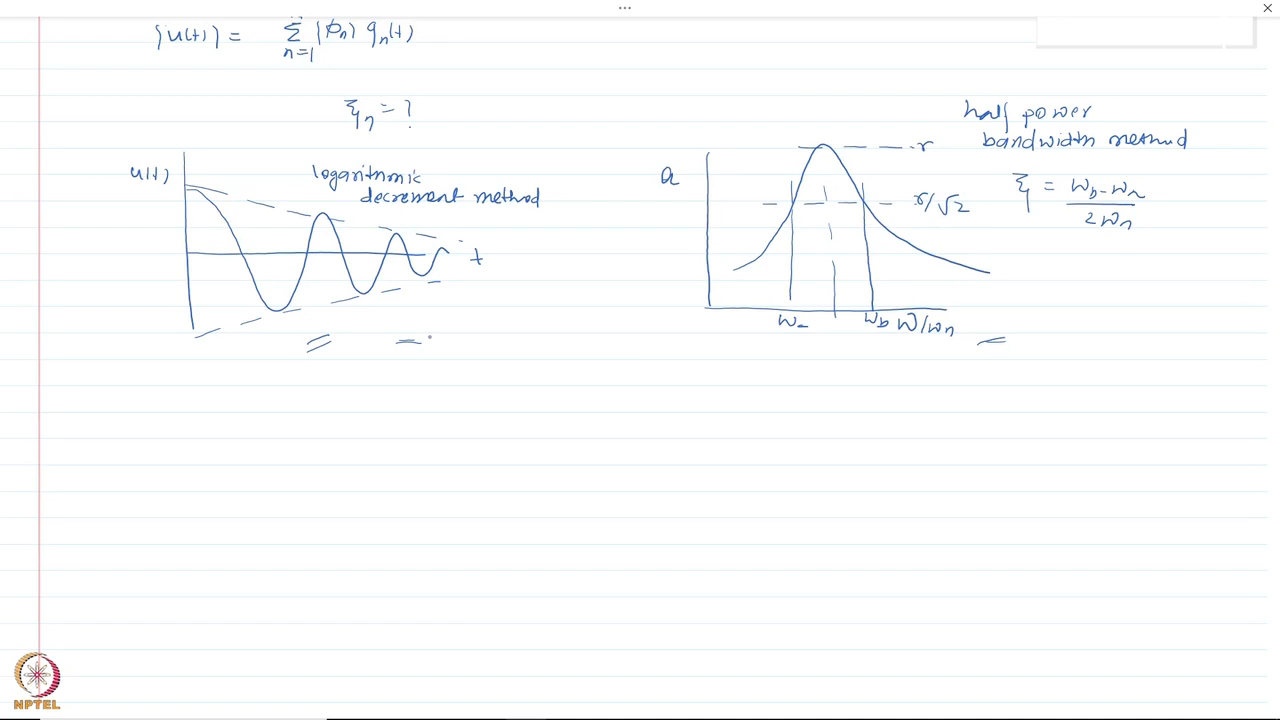 {u(t)} = Σ {φn} qn(t)
n=1
ξn = ?
half power
bandwidth method
u(t)
logarithmic
decrement method
t
a
r
r/√2
ξ = ωb-ωa / 2ωn
ωa
ωb
ω/ωn
NPTEL